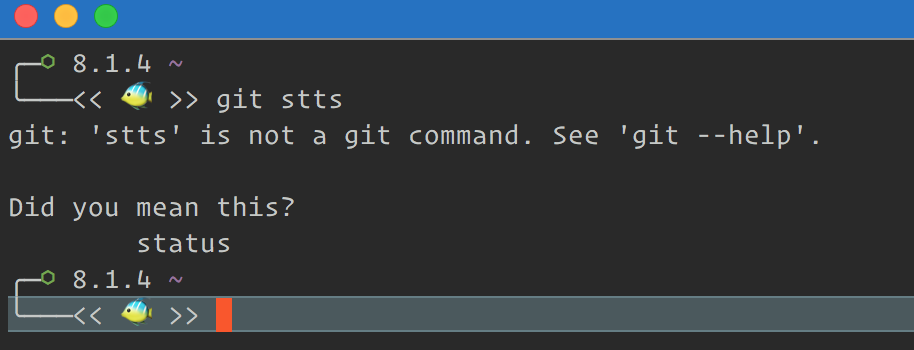 8.1.4 ~
<< 🐠 >> git stts
git: 'stts' is not a git command. See 'git --help'.
Did you mean this?
status
8.1.4 ~
<< 🐠 >>